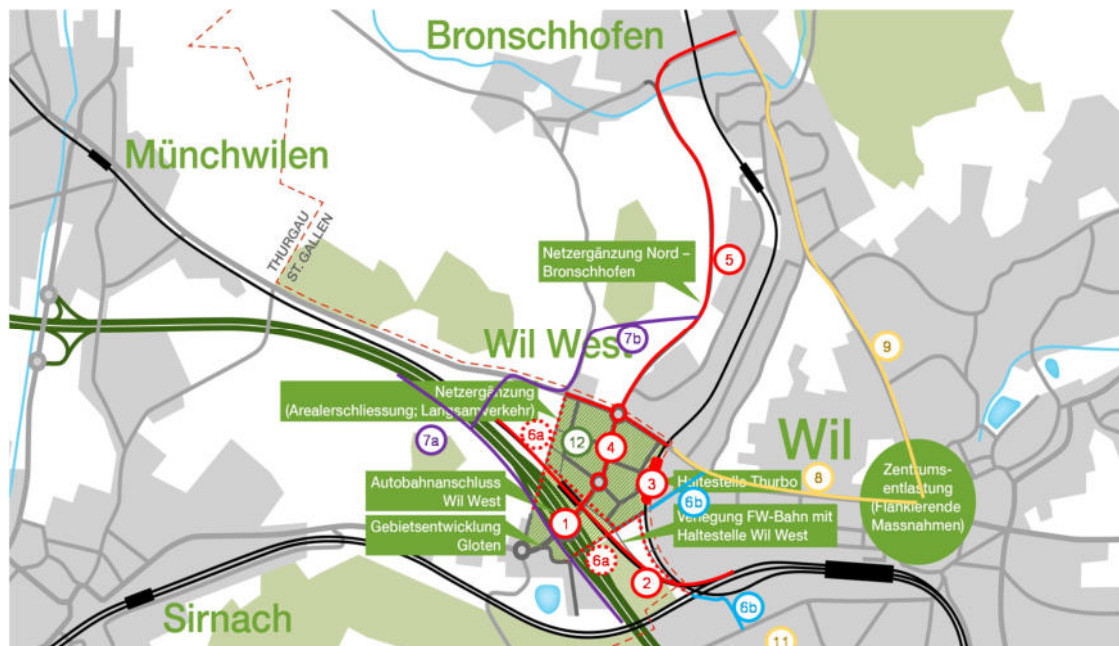 Bronschhofen
Münchwilen
THURGAU
ST. GALLEN
Netzergänzung Nord –
Bronschhofen
5
9
Wil West
7b
Netzergänzung
(Arealerschliessung; Langsamverkehr)
7a
6a
12
4
Wil
Zentrums-
entlastung
(Flankierende
Massnahmen)
Autobahnanschluss
Wil West
3
Haltestelle Thurbo
8
6b
Gebietsentwicklung
Gloten
1
Verlegung FW-Bahn mit
Haltestelle Wil West
6a
2
Sirnach
6b
11